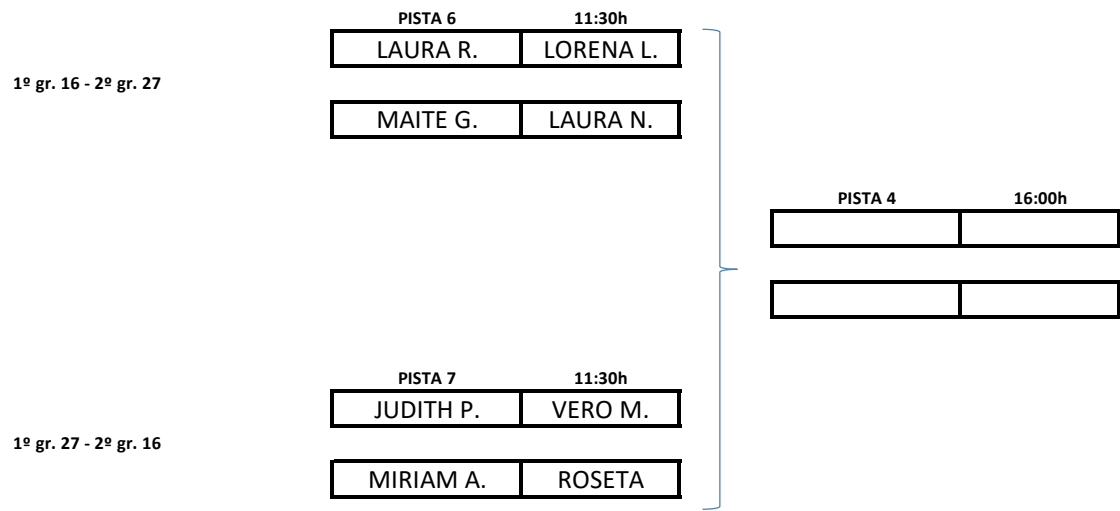 PISTA 6 11:30h
LAURA R. LORENA L.
1º gr. 16 - 2º gr. 27
MAITE G. LAURA N.
PISTA 4 16:00h
PISTA 7 11:30h
JUDITH P. VERO M.
1º gr. 27 - 2º gr. 16
MIRIAM A. ROSETA